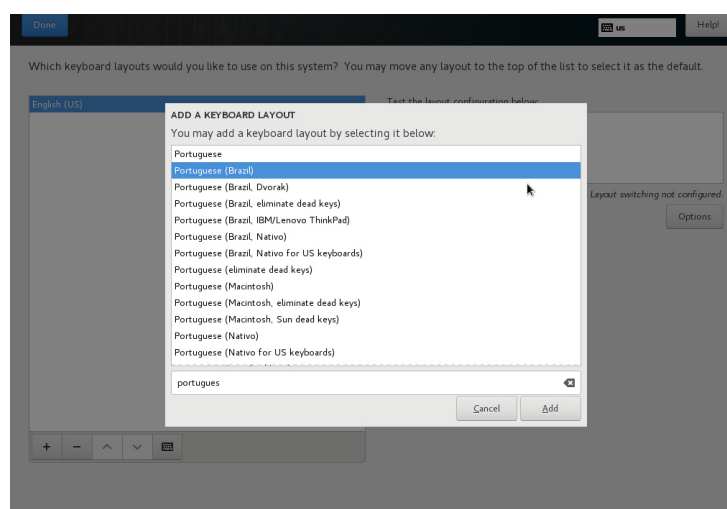 Done
us
Help!
Which keyboard layouts would you like to use on this system? You may move any layout to the top of the list to select it as the default.
English (US)
Test the layout configuration below:
ADD A KEYBOARD LAYOUT
You may add a keyboard layout by selecting it below:
Portuguese
Portuguese (Brazil)
Portuguese (Brazil, Dvorak)
Portuguese (Brazil, eliminate dead keys)
Portuguese (Brazil, IBM/Lenovo ThinkPad)
Portuguese (Brazil, Nativo)
Portuguese (Brazil, Nativo for US keyboards)
Portuguese (eliminate dead keys)
Portuguese (Macintosh)
Portuguese (Macintosh, eliminate dead keys)
Portuguese (Macintosh, Sun dead keys)
Portuguese (Nativo)
Portuguese (Nativo for US keyboards)
Layout switching not configured.
Options
portugues
Cancel
Add